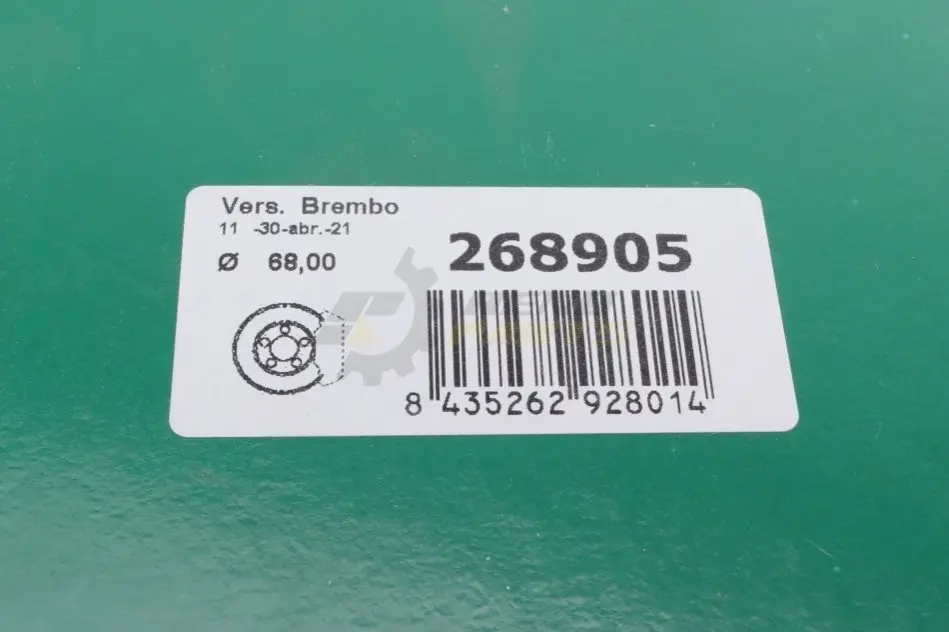 Vers. Brembo
11 -30-abr.-21
Ø 68,00
268905
8 435262 928014